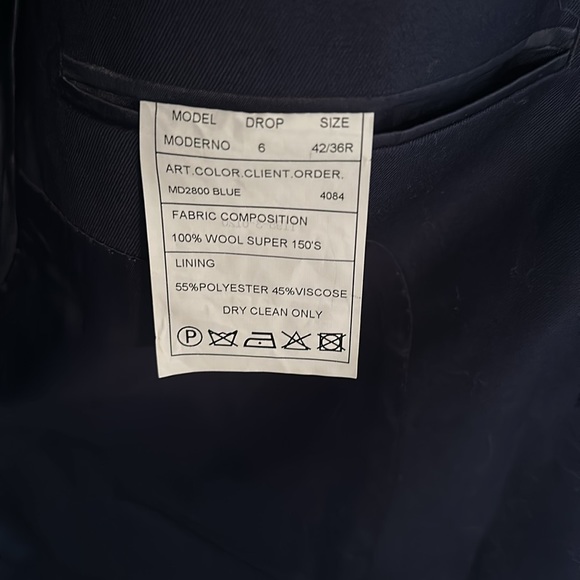 MODEL DROP SIZE
MODERNO 6 42/36R
ART.COLOR.CLIENT.ORDER.
MD2800 BLUE 4084
FABRIC COMPOSITION
100% WOOL SUPER 150'S
LINING
55%POLYESTER 45%VISCOSE
DRY CLEAN ONLY
P